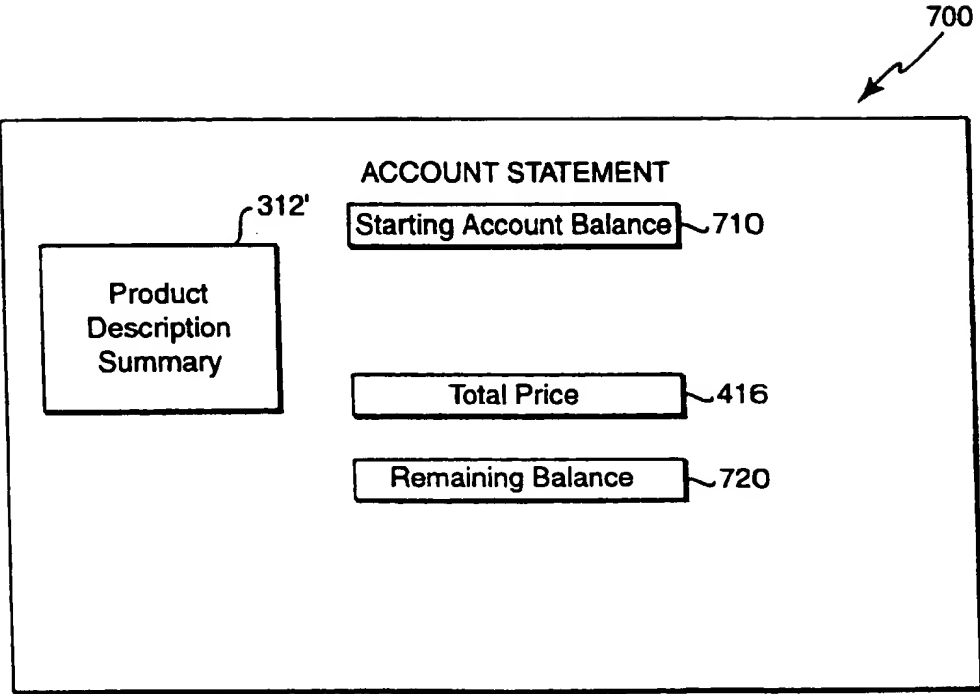 700
ACCOUNT STATEMENT
312'
Starting Account Balance
710
Product
Description
Summary
Total Price
416
Remaining Balance
720